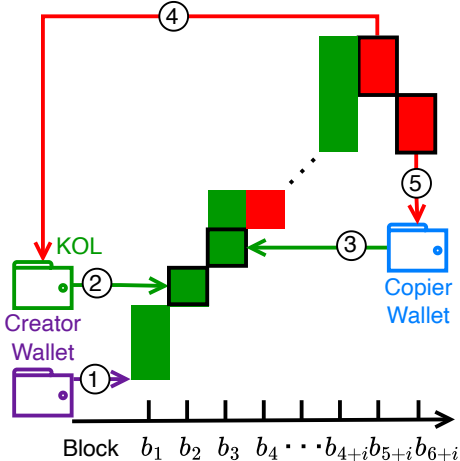 ④
KOL
⑤
②
③
Creator
Wallet
Copier
Wallet
①
Block b₁ b₂ b₃ b₄ ··· b₄₊ᵢ b₅₊ᵢ b₆₊ᵢ